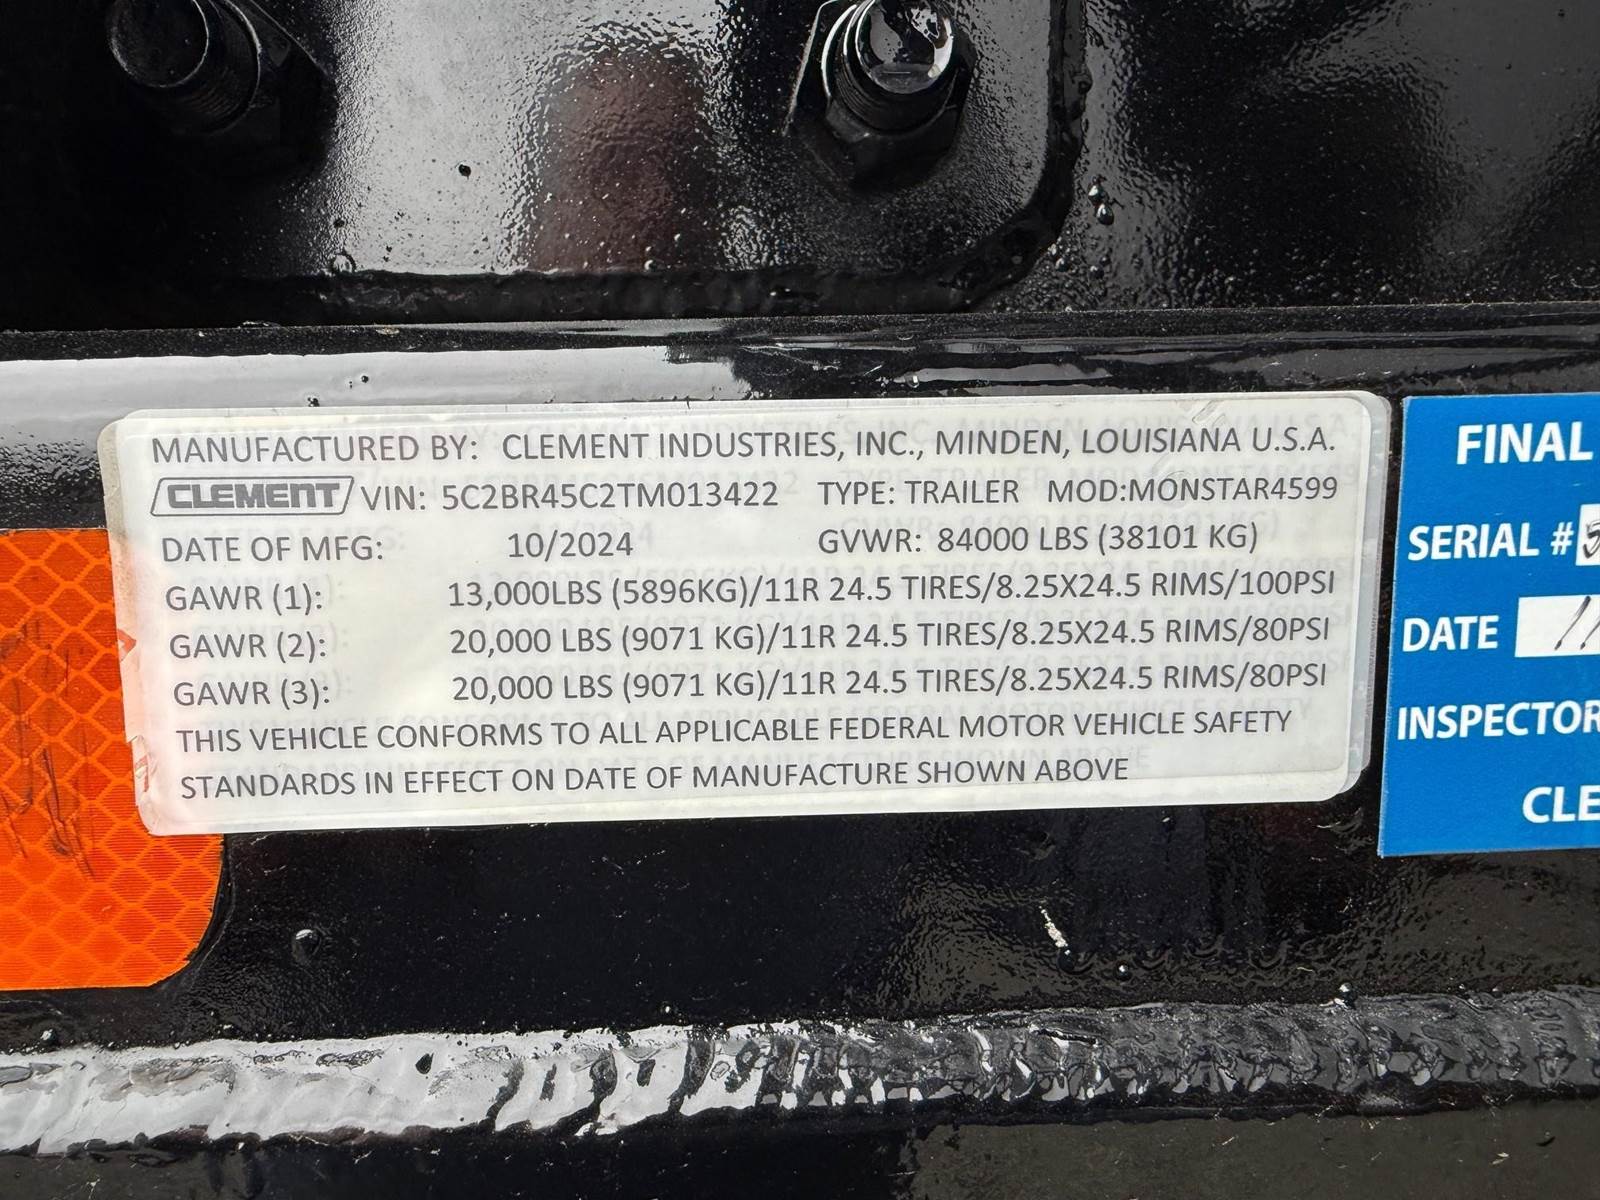 MANUFACTURED BY: CLEMENT INDUSTRIES, INC., MINDEN, LOUISIANA U.S.A.
CLEMENT VIN: 5C2BR45C2TM013422 TYPE: TRAILER MOD:MONSTAR4599
DATE OF MFG: 10/2024 GVWR: 84000 LBS (38101 KG)
GAWR (1): 13,000LBS (5896KG)/11R 24.5 TIRES/8.25X24.5 RIMS/100PSI
GAWR (2): 20,000 LBS (9071 KG)/11R 24.5 TIRES/8.25X24.5 RIMS/80PSI
GAWR (3): 20,000 LBS (9071 KG)/11R 24.5 TIRES/8.25X24.5 RIMS/80PSI
THIS VEHICLE CONFORMS TO ALL APPLICABLE FEDERAL MOTOR VEHICLE SAFETY
STANDARDS IN EFFECT ON DATE OF MANUFACTURE SHOWN ABOVE
FINAL
SERIAL # 5
DATE 11
INSPECTOR
CLE